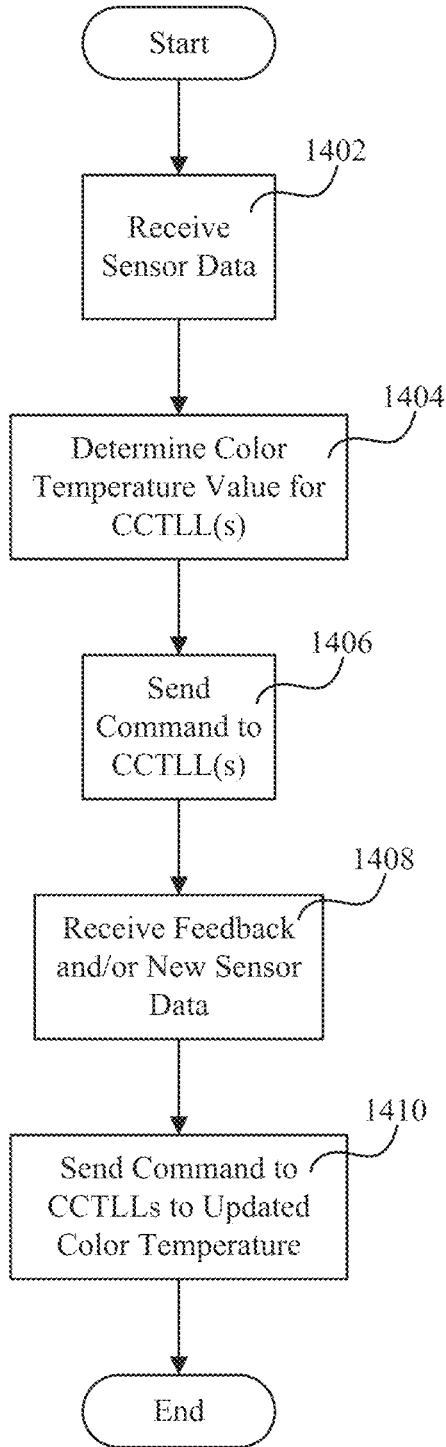 Start
1402
Receive
Sensor Data
1404
Determine Color
Temperature Value for
CCTLL(s)
1406
Send
Command to
CCTLL(s)
1408
Receive Feedback
and/or New Sensor
Data
1410
Send Command to
CCTLLs to Updated
Color Temperature
End